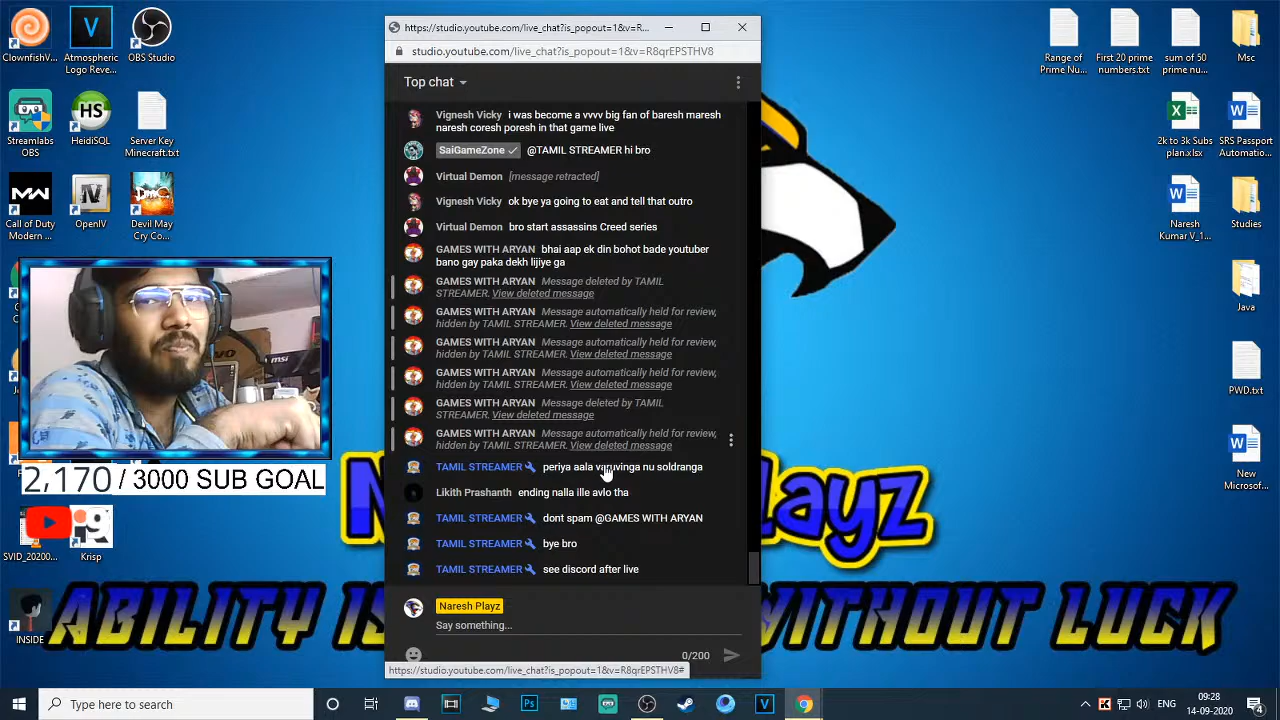 https://studio.youtube.com/live_chat?is_popout=1&v=R...
studio.youtube.com/live_chat?is_popout=1&v=R8qrEPSTHV8
Top chat
Vignesh Vicky i was become a vvvv big fan of baresh maresh
naresh coresh poresh in that game live
SaiGameZone @TAMIL STREAMER hi bro
Virtual Demon [message retracted]
Vignesh Vicky ok bye ya going to eat and tell that outro
Virtual Demon bro start assassins Creed series
GAMES WITH ARYAN bhai aap ek din bohot bade youtuber
bano gay paka dekh lijiye ga
GAMES WITH ARYAN Message deleted by TAMIL
STREAMER. View deleted message
GAMES WITH ARYAN Message automatically held for review,
hidden by TAMIL STREAMER. View deleted message
GAMES WITH ARYAN Message automatically held for review,
hidden by TAMIL STREAMER. View deleted message
GAMES WITH ARYAN Message automatically held for review,
hidden by TAMIL STREAMER. View deleted message
GAMES WITH ARYAN Message deleted by TAMIL
STREAMER. View deleted message
GAMES WITH ARYAN Message automatically held for review,
hidden by TAMIL STREAMER. View deleted message
TAMIL STREAMER aala nu soldranga
Likith Prashanth ending nalla ille avlo tha
TAMIL STREAMER dont spam @GAMES WITH ARYAN
TAMIL STREAMER bye bro
TAMIL STREAMER see discord after live
Naresh Playz
Say something...
0/200
https://studio.youtube.com/live_chat?is_popout=1&v=R8qrEPSTHV8#
ClownfishV...
Atmospheric
Logo Reve...
OBS Studio
Streamlabs
OBS
HeidiSQL
Server Key
Minecraft.txt
Call of Duty
Modern ...
OpenIV
Devil May
Cry Co...
msi
2,170 / 3000 SUB GOAL
SVID_20200...
Krisp
INSIDE
Range of
Prime Nu...
First 20 prime
numbers.txt
sum of 50
prime nu...
Msc
2k to 3k Subs
plan.xlsx
SRS Passport
Automatio...
Naresh
Kumar V_1...
Studies
Java
PWD.txt
New
Microsof...
layz
ABILITY IS
WITHOUT LUCK
Type here to search
ENG
09:28
14-09-2020
4